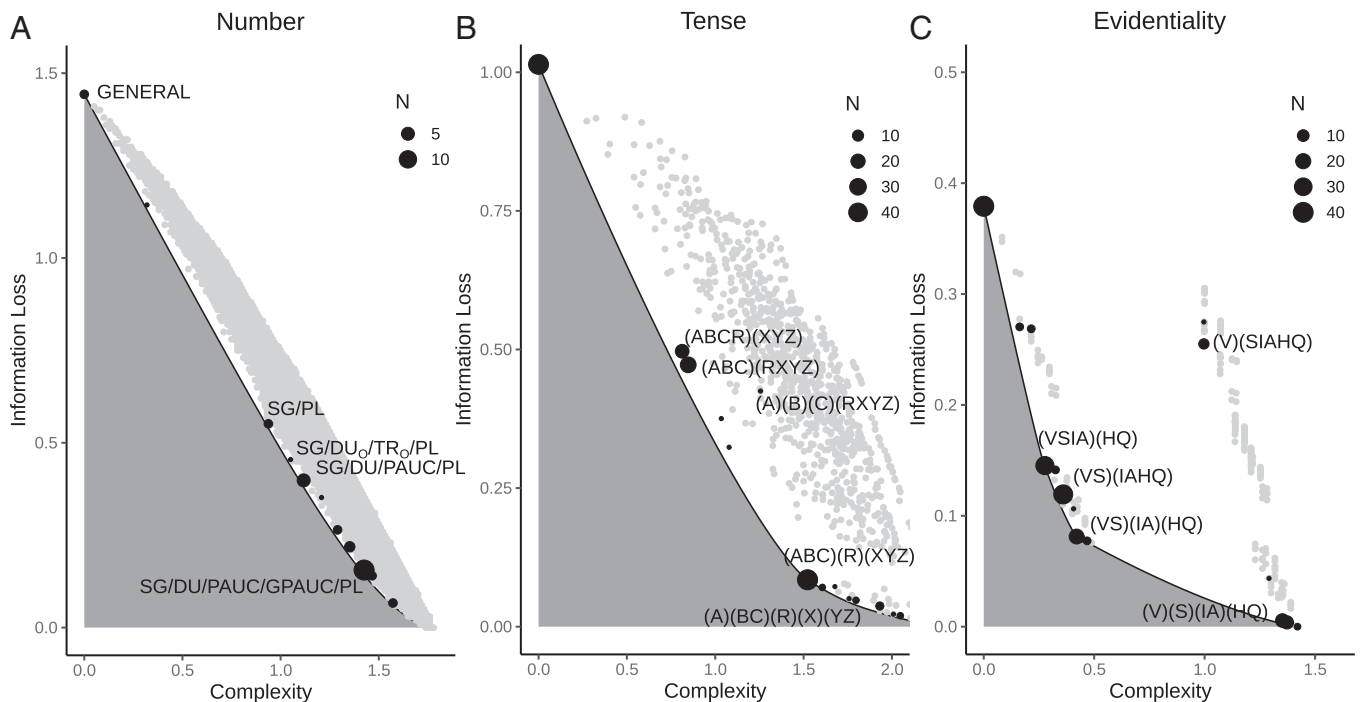 A
Number
1.5
1.0
0.5
0.0
0.0
0.5
1.0
1.5
Information Loss
Complexity
N
5
10
GENERAL
SG/PL
SG/DUO/TRO/PL
SG/DU/PAUC/PL
SG/DU/PAUC/GPAUC/PL
B
Tense
1.00
0.75
0.50
0.25
0.00
0.0
0.5
1.0
1.5
2.0
Information Loss
Complexity
N
10
20
30
40
(ABCR)(XYZ)
(ABC)(RXYZ)
(A)(B)(C)(RXYZ)
(ABC)(R)(XYZ)
(A)(BC)(R)(X)(YZ)
C
Evidentiality
0.5
0.4
0.3
0.2
0.1
0.0
0.0
0.5
1.0
1.5
Information Loss
Complexity
N
10
20
30
40
(V)(SIAHQ)
(VSIA)(HQ)
(VS)(IAHQ)
(VS)(IA)(HQ)
(V)(S)(IA)(HQ)